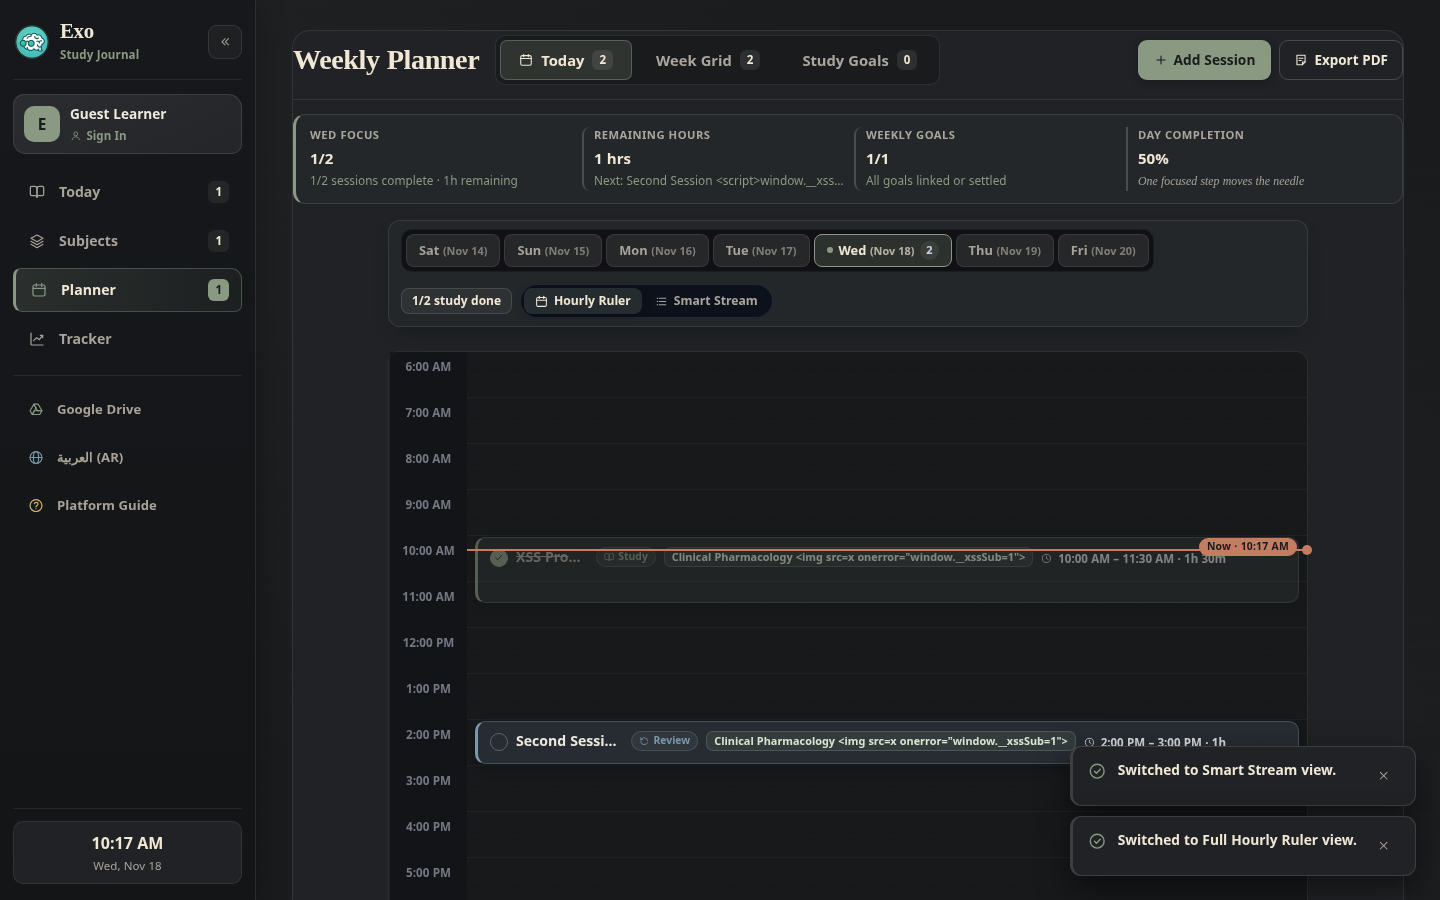 Exo
Study Journal
E
Guest Learner
Sign In
Today 1
Subjects 1
Planner 1
Tracker
Google Drive
العربية (AR)
Platform Guide
10:17 AM
Wed, Nov 18
Weekly Planner
Today 2
Week Grid 2
Study Goals 0
+ Add Session
Export PDF
WED FOCUS
1/2
1/2 sessions complete · 1h remaining
REMAINING HOURS
1 hrs
Next: Second Session <script>window.__xss...
WEEKLY GOALS
1/1
All goals linked or settled
DAY COMPLETION
50%
One focused step moves the needle
Sat (Nov 14)
Sun (Nov 15)
Mon (Nov 16)
Tue (Nov 17)
Wed (Nov 18) 2
Thu (Nov 19)
Fri (Nov 20)
1/2 study done
Hourly Ruler
Smart Stream
6:00 AM
7:00 AM
8:00 AM
9:00 AM
10:00 AM
Now · 10:17 AM
XSS Pro... Study Clinical Pharmacology <img src=x onerror="window.__xssSub=1"> 10:00 AM – 11:30 AM · 1h 30m
11:00 AM
12:00 PM
1:00 PM
2:00 PM
Second Sessi... Review Clinical Pharmacology <img src=x onerror="window.__xssSub=1"> 2:00 PM – 3:00 PM · 1h
3:00 PM
4:00 PM
5:00 PM
Switched to Smart Stream view.
Switched to Full Hourly Ruler view.